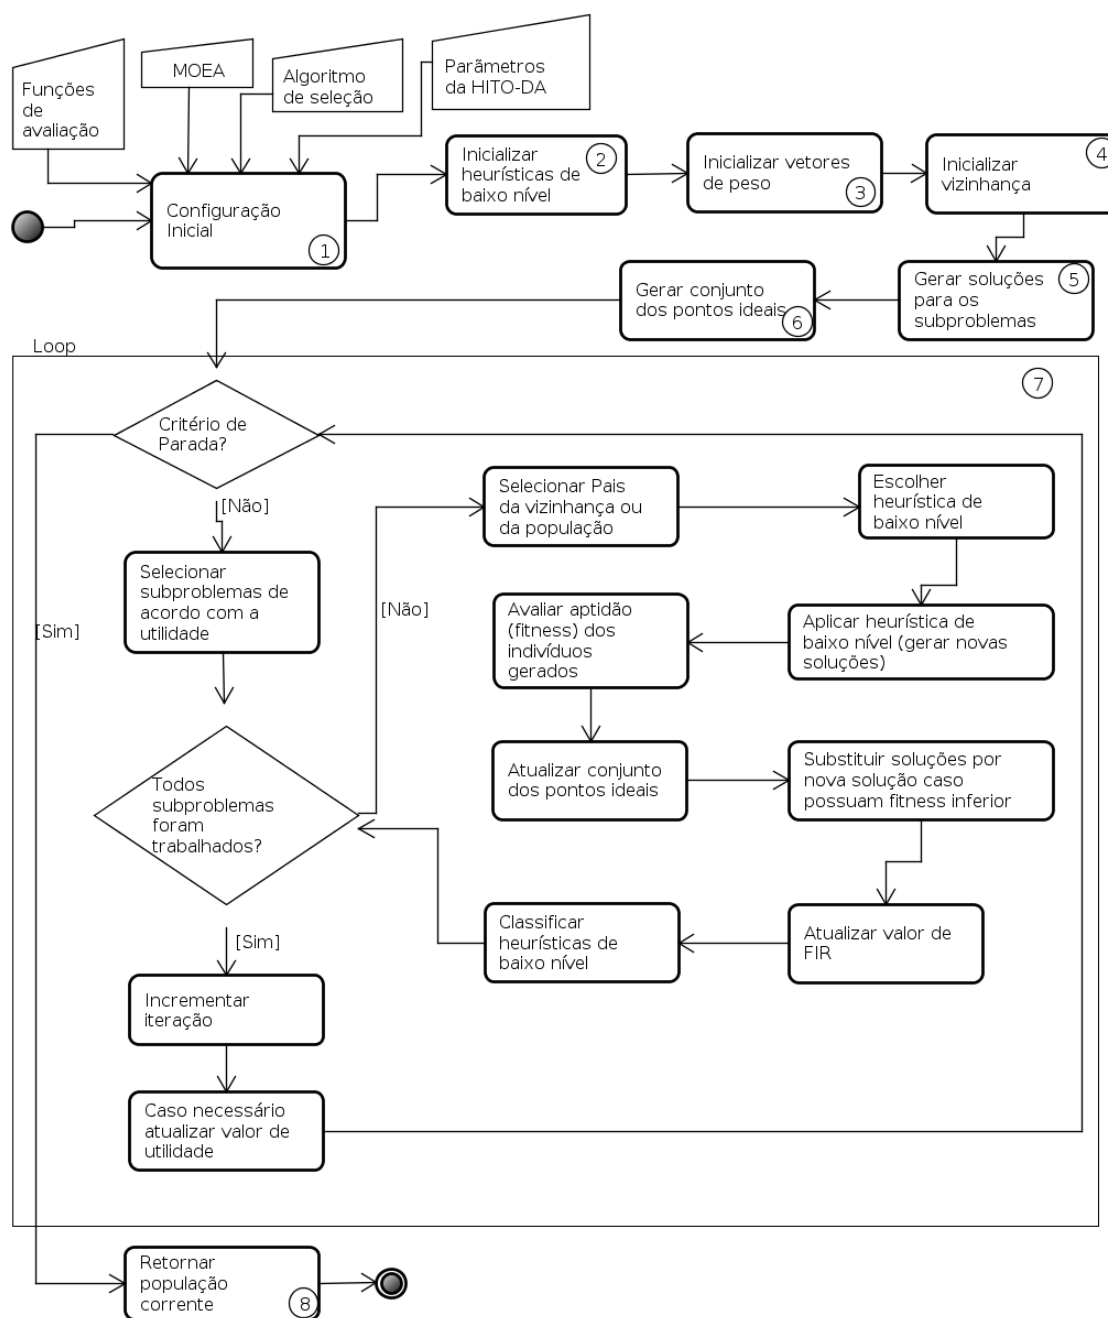 Funções
de
avaliação
MOEA
Algoritmo
de seleção
Parãmetros
da HITO-DA
Configuração
Inicial
1
Inicializar
heurísticas de
baixo nível
2
Inicializar vetores
de peso
3
Inicializar
vizinhança
4
Gerar soluções
para os
subproblemas
5
Gerar conjunto
dos pontos ideais
6
Loop
7
Critério de
Parada?
[Não]
[Sim]
Selecionar
subproblemas de
acordo com a
utilidade
Todos
subproblemas
foram
trabalhados?
[Não]
Selecionar Pais
da vizinhança ou
da população
Escolher
heurística de
baixo nível
Aplicar heurística de
baixo nível (gerar novas
soluções)
Avaliar aptidão
(fitness) dos
indivíduos
gerados
Atualizar conjunto
dos pontos ideais
Substituir soluções por
nova solução caso
possuam fitness inferior
Atualizar valor de
FIR
Classificar
heurísticas de
baixo nível
[Sim]
Incrementar
iteração
Caso necessário
atualizar valor de
utilidade
Retornar
população
corrente
8